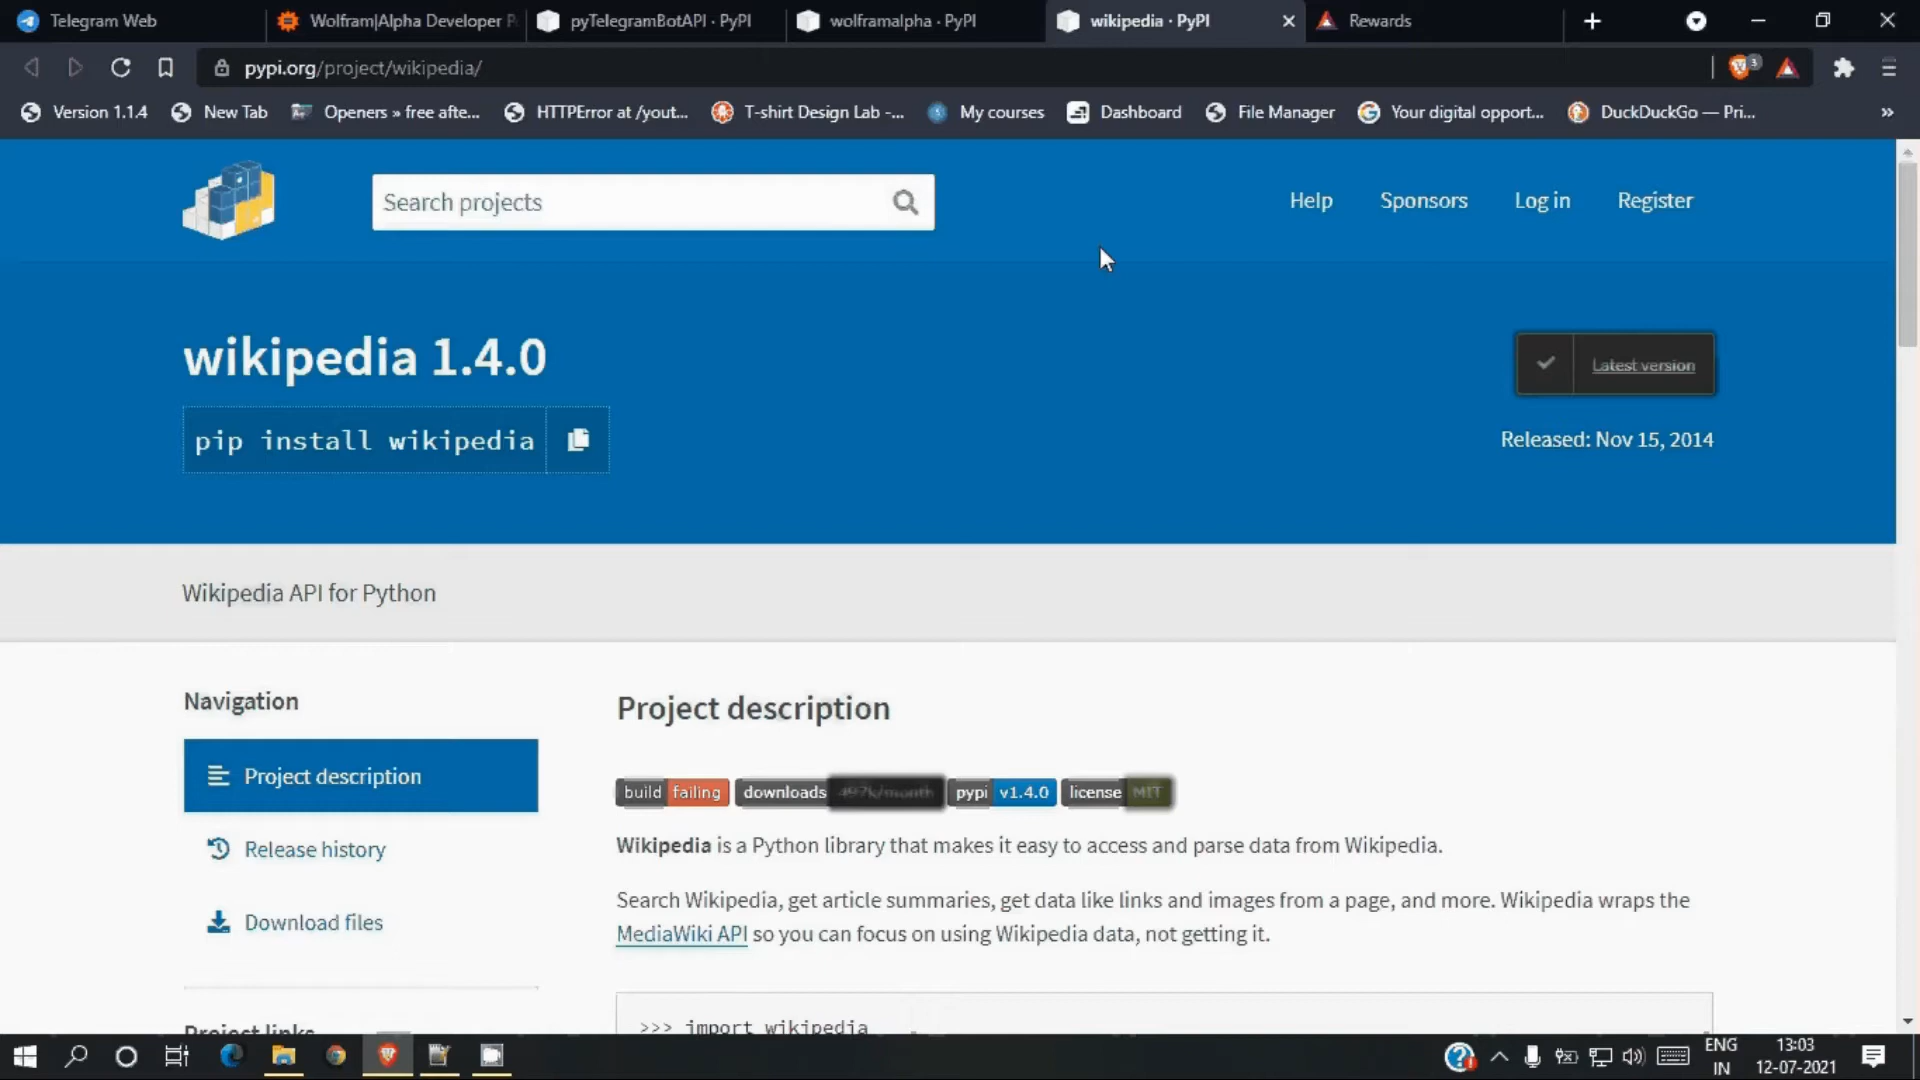 Telegram Web
Wolfram|Alpha Developer P
pyTelegramBotAPI · PyPI
wolframalpha · PyPI
wikipedia · PyPI
Rewards
pypi.org/project/wikipedia/
3
Version 1.1.4
New Tab
Openers » free afte...
HTTPError at /yout...
T-shirt Design Lab -...
My courses
Dashboard
File Manager
Your digital opport...
DuckDuckGo — Pri...
»
Search projects
Help
Sponsors
Log in
Register
wikipedia 1.4.0
pip install wikipedia
Latest version
Released: Nov 15, 2014
Wikipedia API for Python
Navigation
Project description
Release history
Download files
Project links
Project description
build failing downloads 497k/month pypi v1.4.0 license MIT
Wikipedia is a Python library that makes it easy to access and parse data from Wikipedia.
Search Wikipedia, get article summaries, get data like links and images from a page, and more. Wikipedia wraps the
MediaWiki API so you can focus on using Wikipedia data, not getting it.
>>> import wikipedia
ENG
IN
13:03
12-07-2021